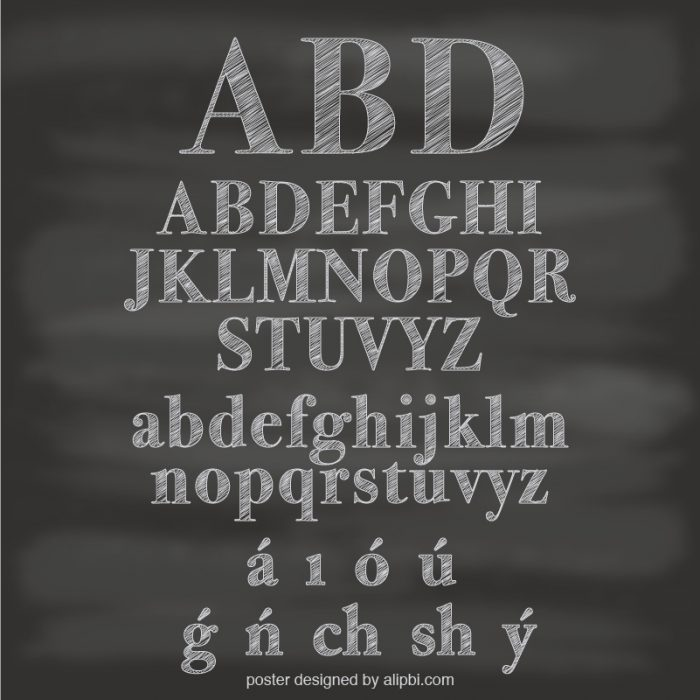 ABD
ABDEFGHI
JKLMNOPQR
STUVYZ
abdefghijklm
nopqrstuvyz
á ı ó ú
ǵ ń ch sh ý
poster designed by alipbi.com